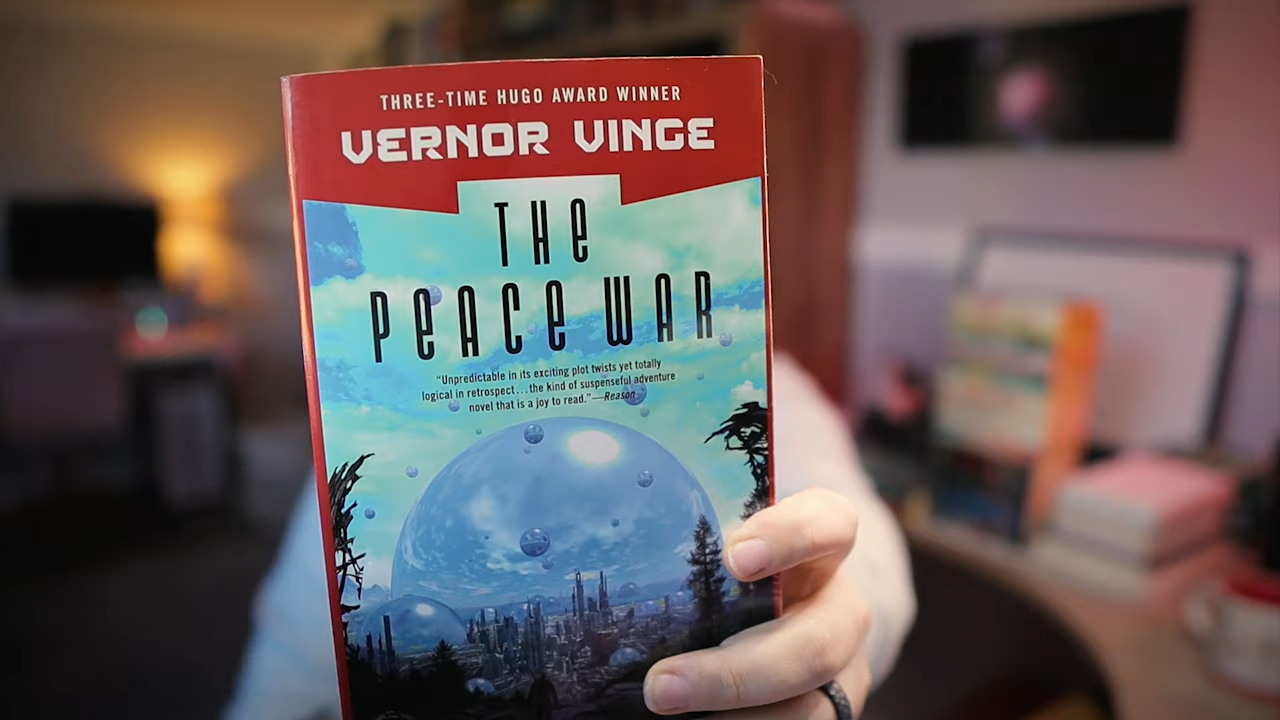 THREE-TIME HUGO AWARD WINNER
VERNOR VINGE
THE
PEACE WAR
“Unpredictable in its exciting plot twists yet totally
logical in retrospect...the kind of suspenseful adventure
novel that is a joy to read.”—Reason